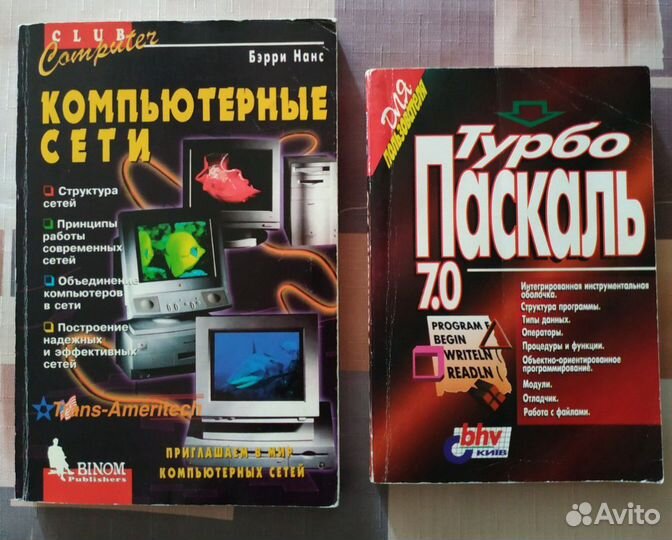 CLUB
Computer
Бэрри Нанс
КОМПЬЮТЕРНЫЕ
СЕТИ
Структура
сетей
Принципы
работы
современных
сетей
Объединение
компьютеров
в сети
Построение
надежных
и эффективных
сетей
Trans-Ameritech
BINOM
Publishers
ПРИГЛАШАЕМ В МИР
КОМПЬЮТЕРНЫХ СЕТЕЙ
ДЛЯ
ПОЛЬЗОВАТЕЛЯ
Турбо
Паскаль
7.0
Интегрированная инструментальная
оболочка.
Структура программы.
Типы данных.
Операторы.
Процедуры и функции.
Объектно-ориентированное
программирование.
Модули.
Отладчик.
Работа с файлами.
PROGRAM F
BEGIN
WRITELN (
READLN (
bhv
КИЇВ
Avito